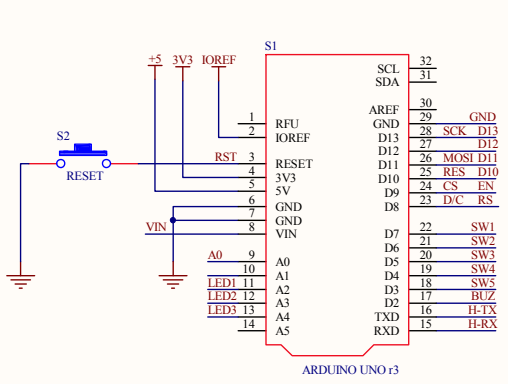 S1
+5 3V3 IOREF
SCL 32
SDA 31
AREF 30
1 RFU GND 29 GND
2 IOREF D13 28 SCK D13
D12 27 D12
S2
RESET
RST 3 RESET D11 26 MOSI D11
4 3V3 D10 25 RES D10
5 5V D9 24 CS EN
6 GND D8 23 D/C RS
7 GND
VIN 8 VIN D7 22 SW1
D6 21 SW2
A0 9 A0 D5 20 SW3
10 A1 D4 19 SW4
LED1 11 A2 D3 18 SW5
LED2 12 A3 D2 17 BUZ
LED3 13 A4 TXD 16 H-TX
14 A5 RXD 15 H-RX
ARDUINO UNO r3